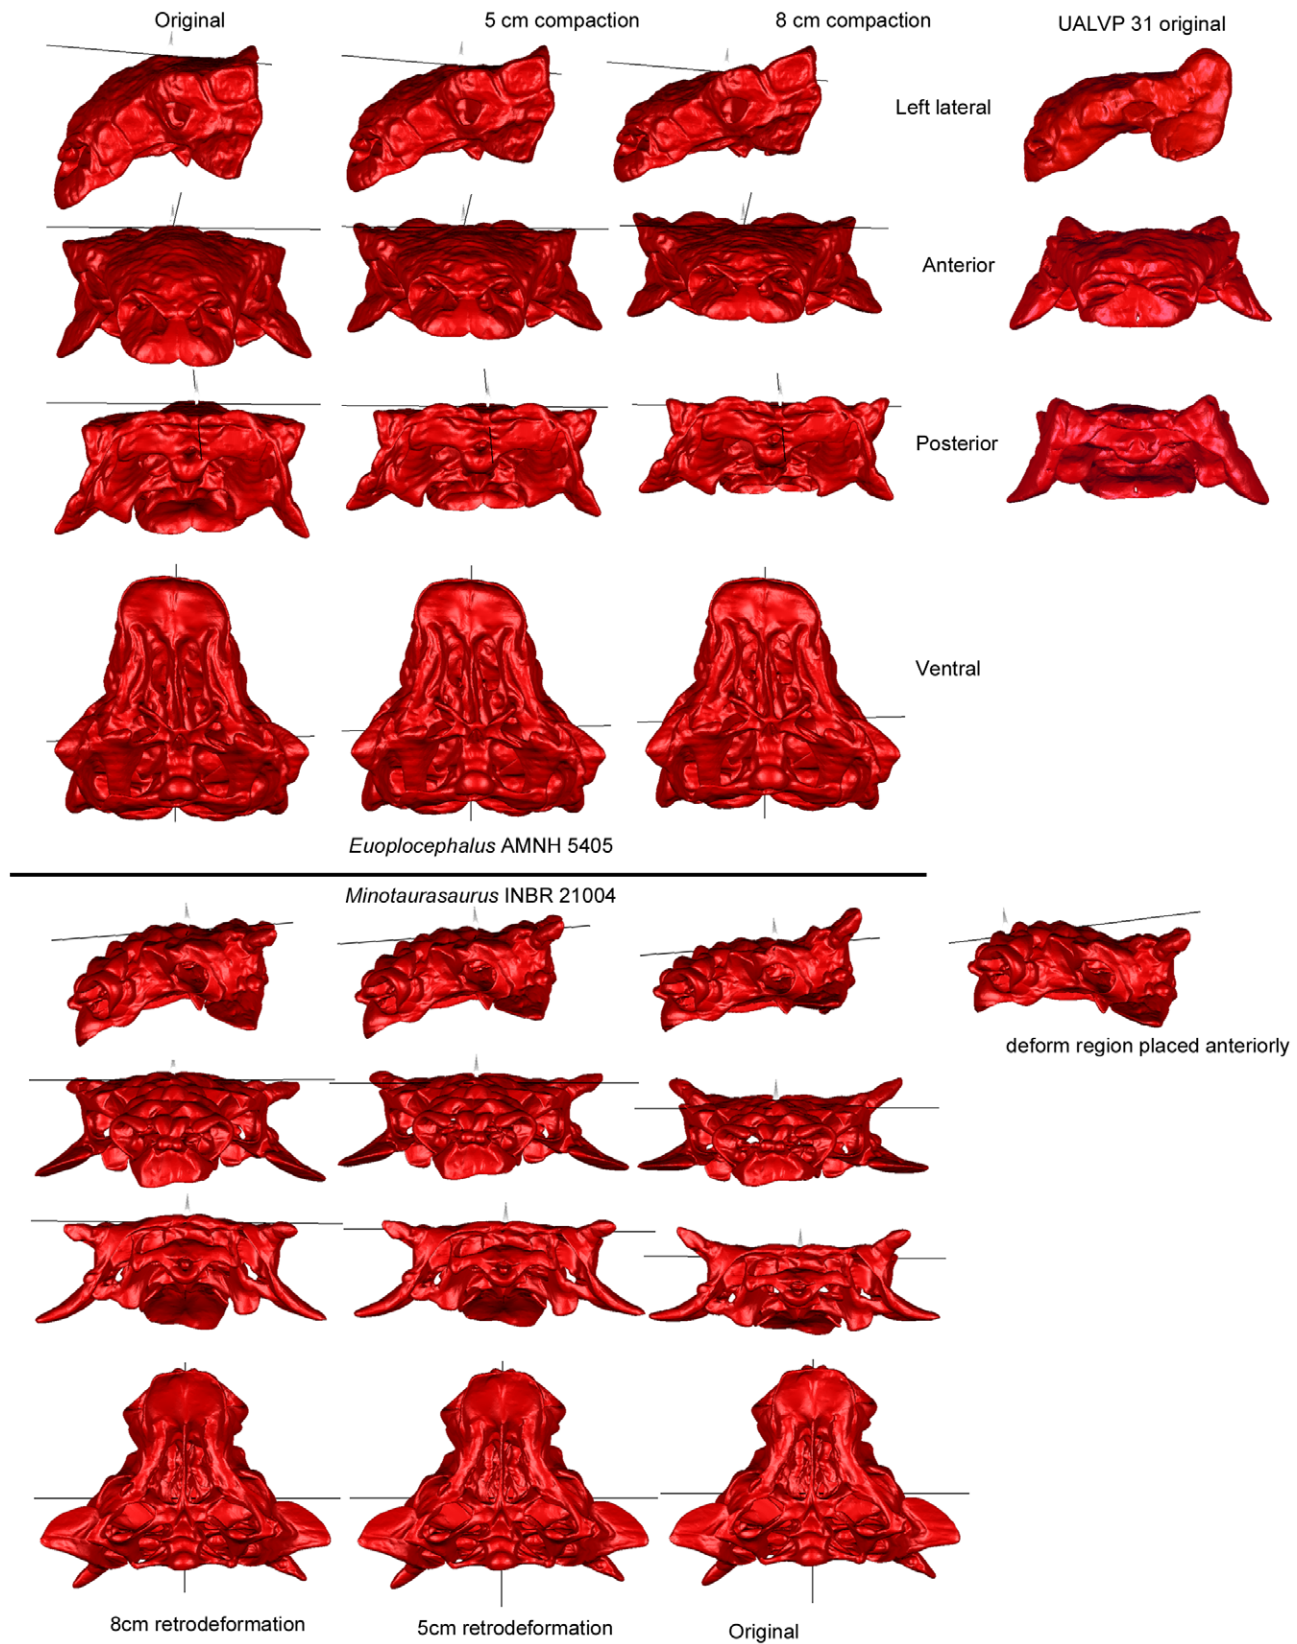 Original
5 cm compaction
8 cm compaction
UALVP 31 original
Left lateral
Anterior
Posterior
Ventral
Euoplocephalus AMNH 5405
Minotaurasaurus INBR 21004
deform region placed anteriorly
8cm retrodeformation
5cm retrodeformation
Original